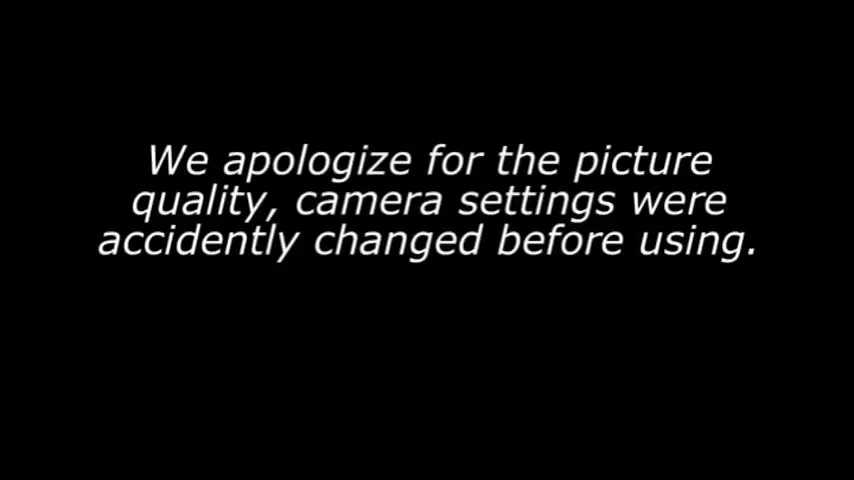 We apologize for the picture
quality, camera settings were
accidently changed before using.